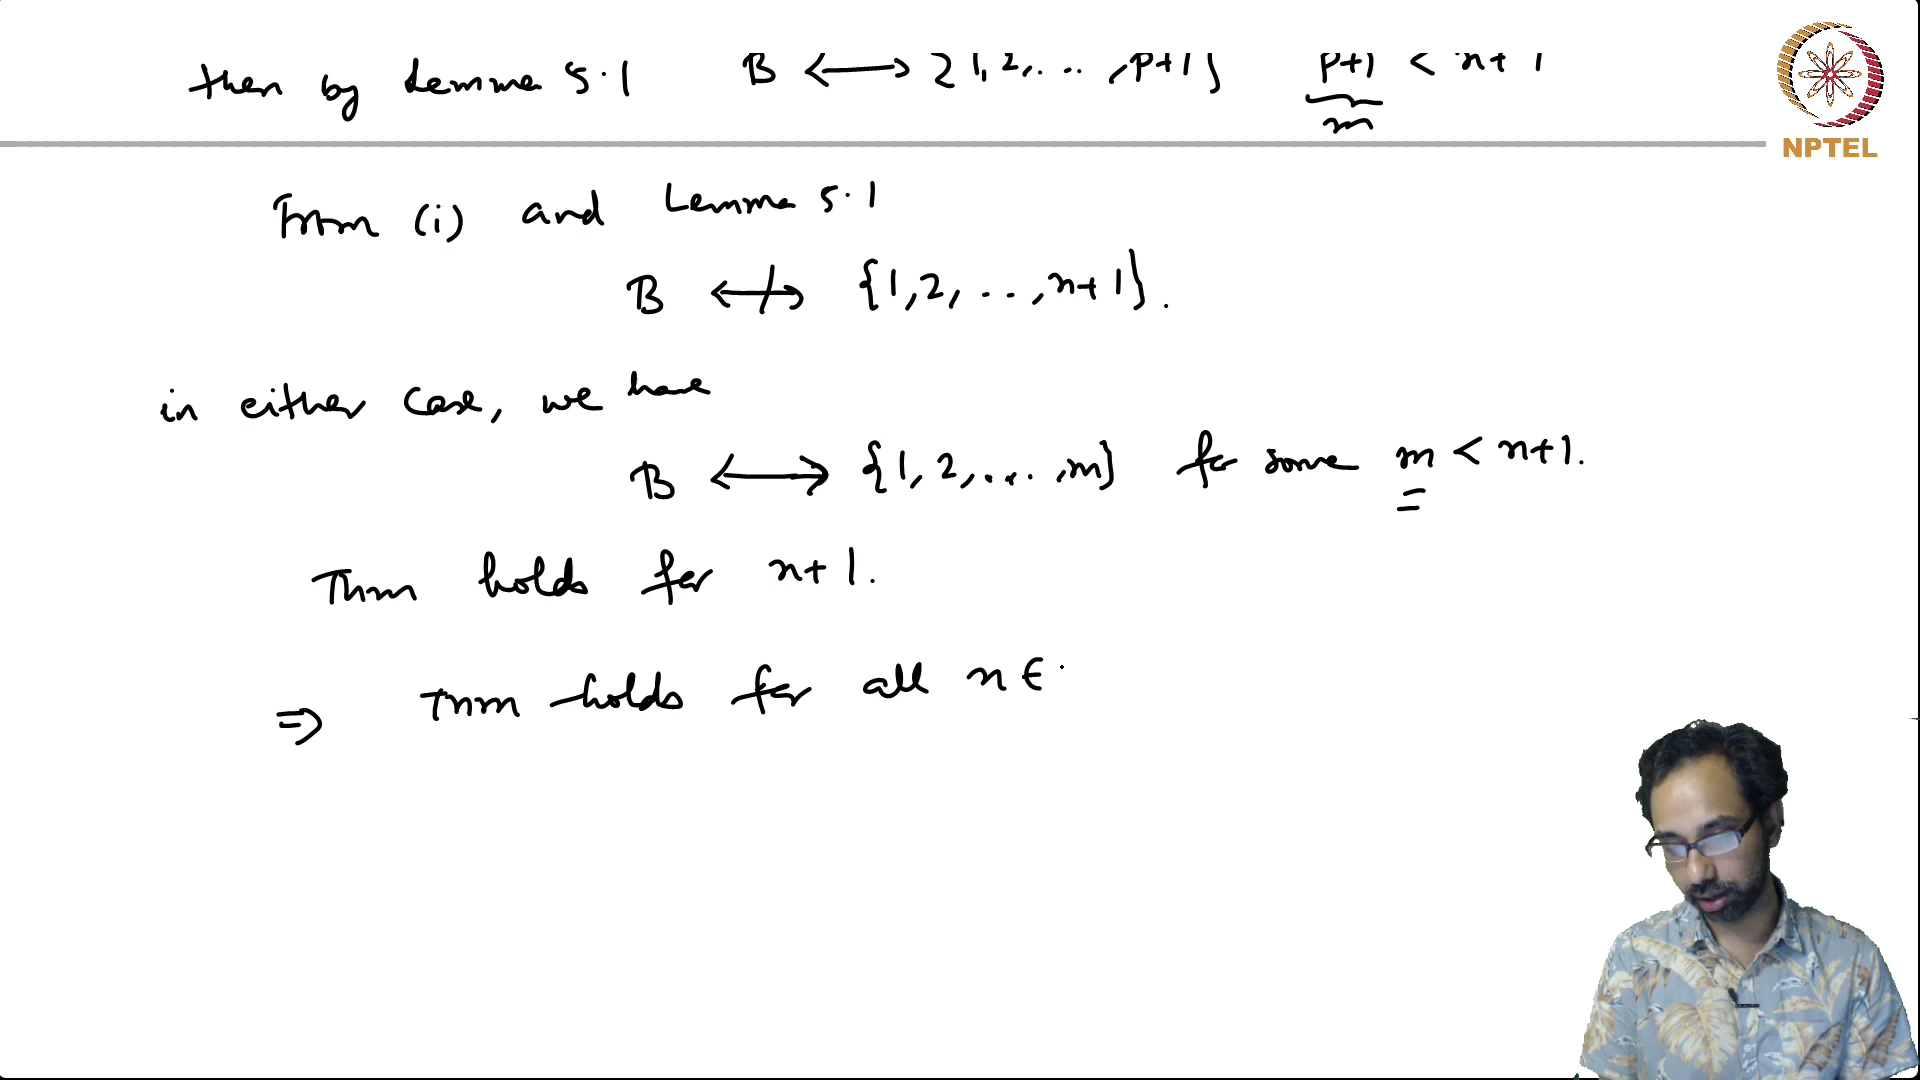 then by Lemma 5.1 B ⟷ {1, 2, . . . , p+1} p+1 < n+1
m
NPTEL
From (i) and Lemma 5.1
B ↮ {1, 2, . . . , n+1}.
in either case, we have
B ⟷ {1, 2, . . . , m} for some m < n+1.
Thm holds for n+1.
⇒ Thm holds for all n ∈